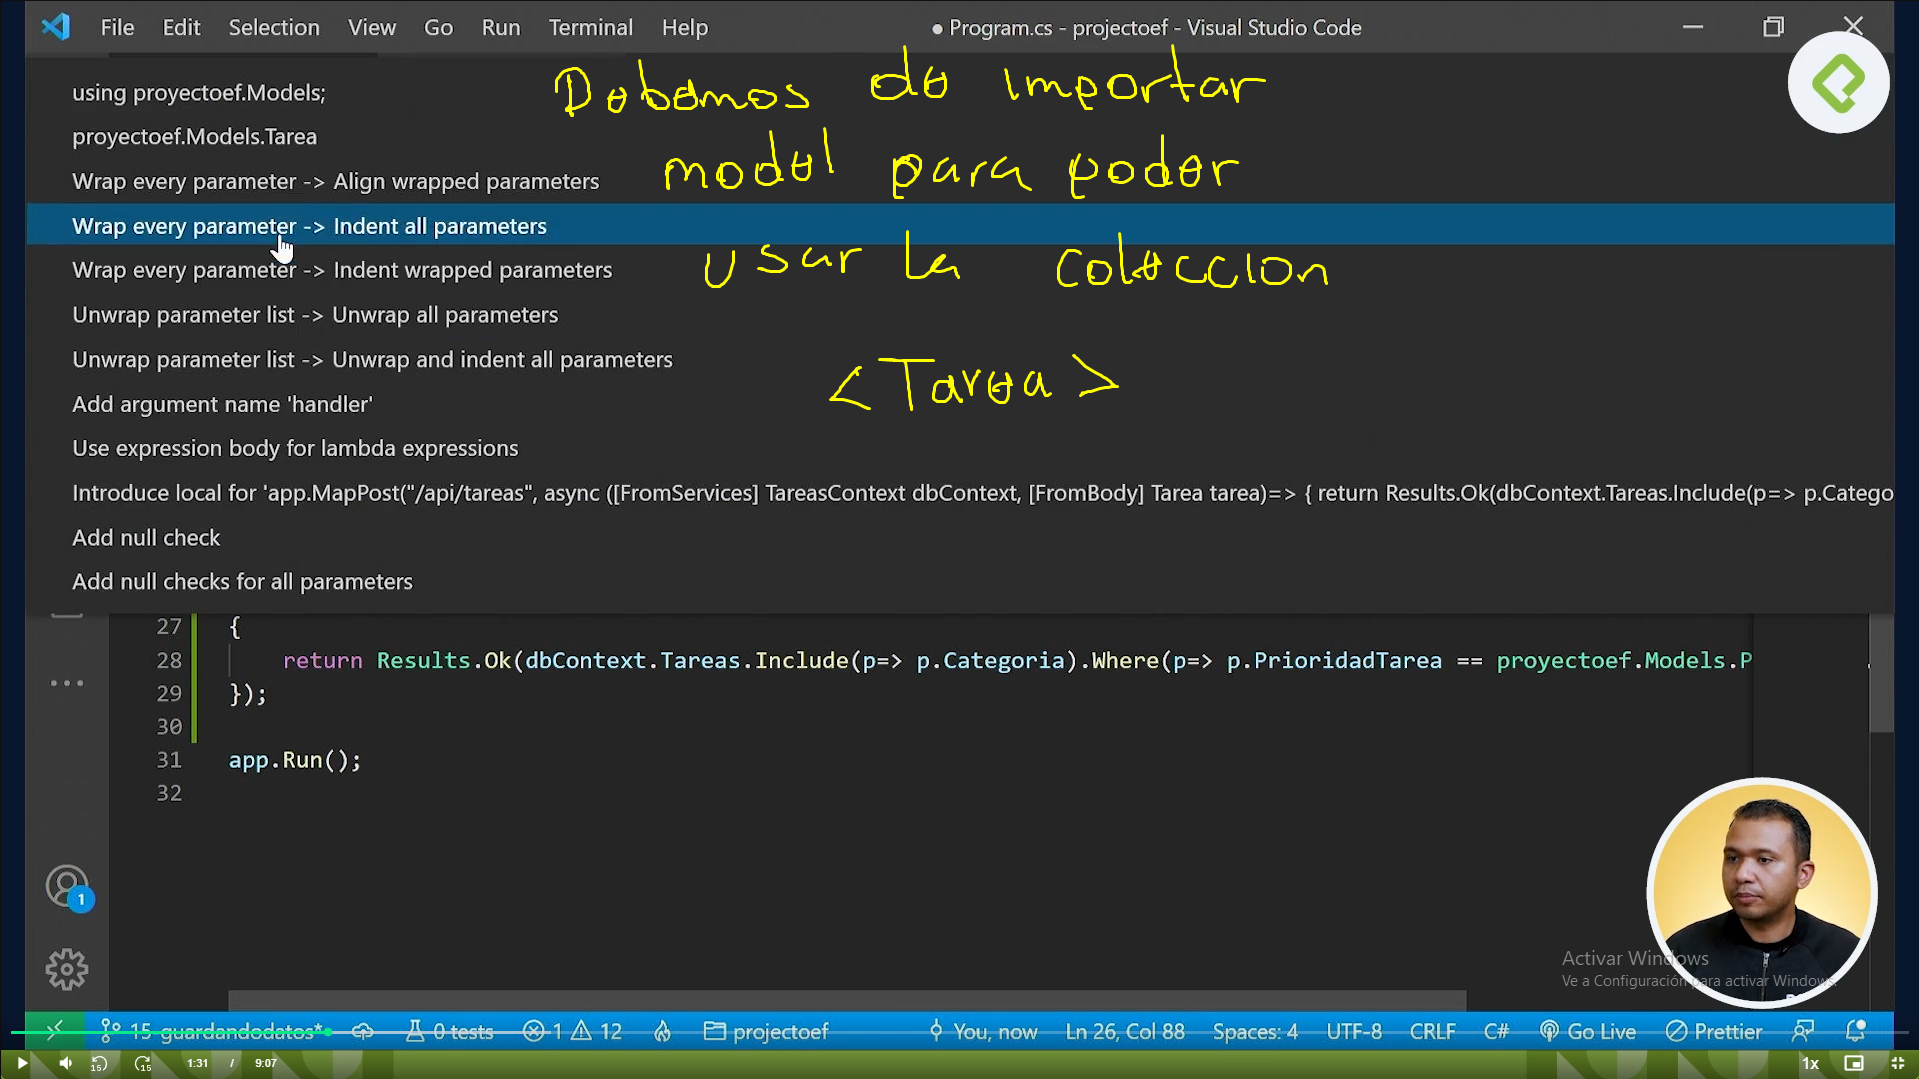 File Edit Selection View Go Run Terminal Help ● Program.cs - projectoef - Visual Studio Code
using proyectoef.Models;
proyectoef.Models.Tarea
Wrap every parameter -> Align wrapped parameters
Wrap every parameter -> Indent all parameters
Wrap every parameter -> Indent wrapped parameters
Unwrap parameter list -> Unwrap all parameters
Unwrap parameter list -> Unwrap and indent all parameters
Add argument name 'handler'
Use expression body for lambda expressions
Introduce local for 'app.MapPost("/api/tareas", async ([FromServices] TareasContext dbContext, [FromBody] Tarea tarea)=> { return Results.Ok(dbContext.Tareas.Include(p=> p.Catego
Add null check
Add null checks for all parameters
Debemos de importar
model para poder
usar la coleccion
<Tarea>
27 {
28 return Results.Ok(dbContext.Tareas.Include(p=> p.Categoria).Where(p=> p.PrioridadTarea == proyectoef.Models.P
29 });
30
31 app.Run();
32
1
Activar Windows
Ve a Configuración para activar Windows.
15-guardandodatos* 0 tests 1 12 projectoef You, now Ln 26, Col 88 Spaces: 4 UTF-8 CRLF C# Go Live Prettier
15 15 1:31 / 9:07 1x